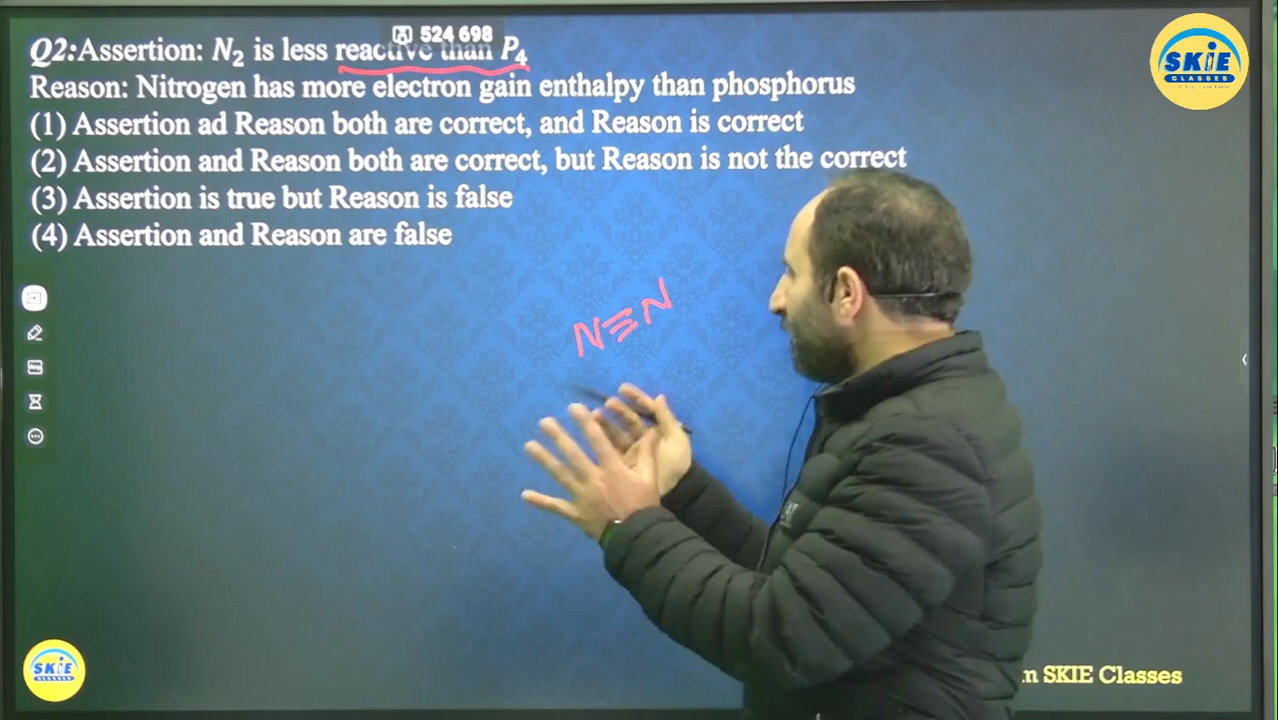 524 698
Q2:Assertion: N₂ is less reactive than P₄
Reason: Nitrogen has more electron gain enthalpy than phosphorus
(1) Assertion ad Reason both are correct, and Reason is correct
(2) Assertion and Reason both are correct, but Reason is not the correct
(3) Assertion is true but Reason is false
(4) Assertion and Reason are false
N≡N
SKiE
CLASSES
SKiE
CLASSES
n SKIE Classes